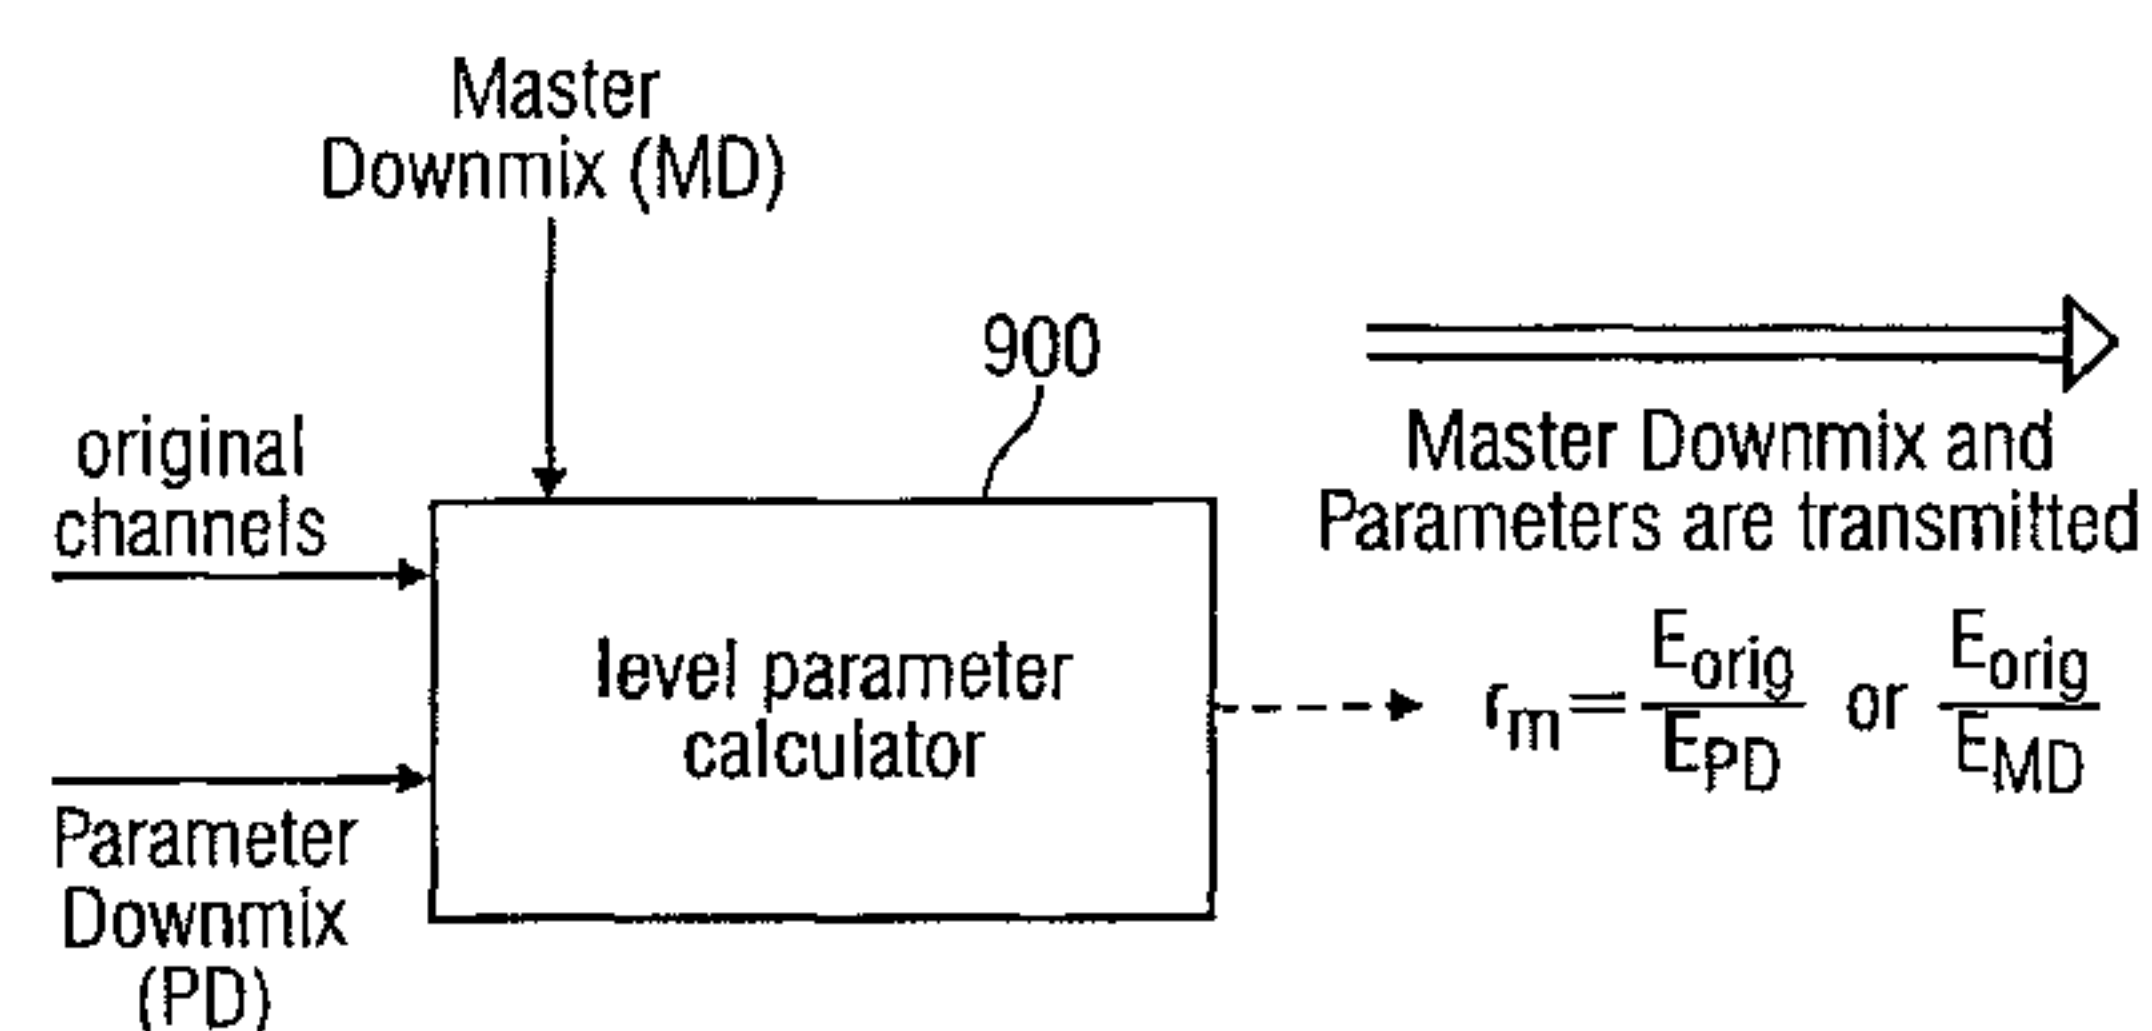 Master
Downmix (MD)
900
original
channels
Master Downmix and
Parameters are transmitted
level parameter
calculator
r_m = E_orig/E_PD or E_orig/E_MD
Parameter
Downmix
(PD)